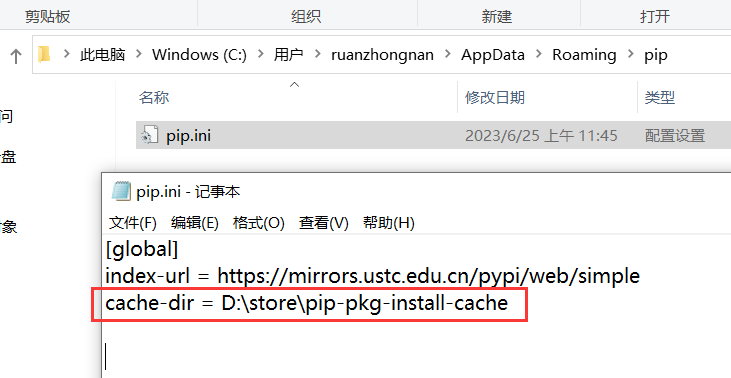 剪贴板 组织 新建 打开
此电脑 Windows (C:) 用户 ruanzhongnan AppData Roaming pip
名称 修改日期 类型
问
pip.ini 2023/6/25 上午 11:45 配置设置
盘
pip.ini - 记事本
对象
文件(F) 编辑(E) 格式(O) 查看(V) 帮助(H)
[global]
index-url = https://mirrors.ustc.edu.cn/pypi/web/simple
cache-dir = D:\store\pip-pkg-install-cache